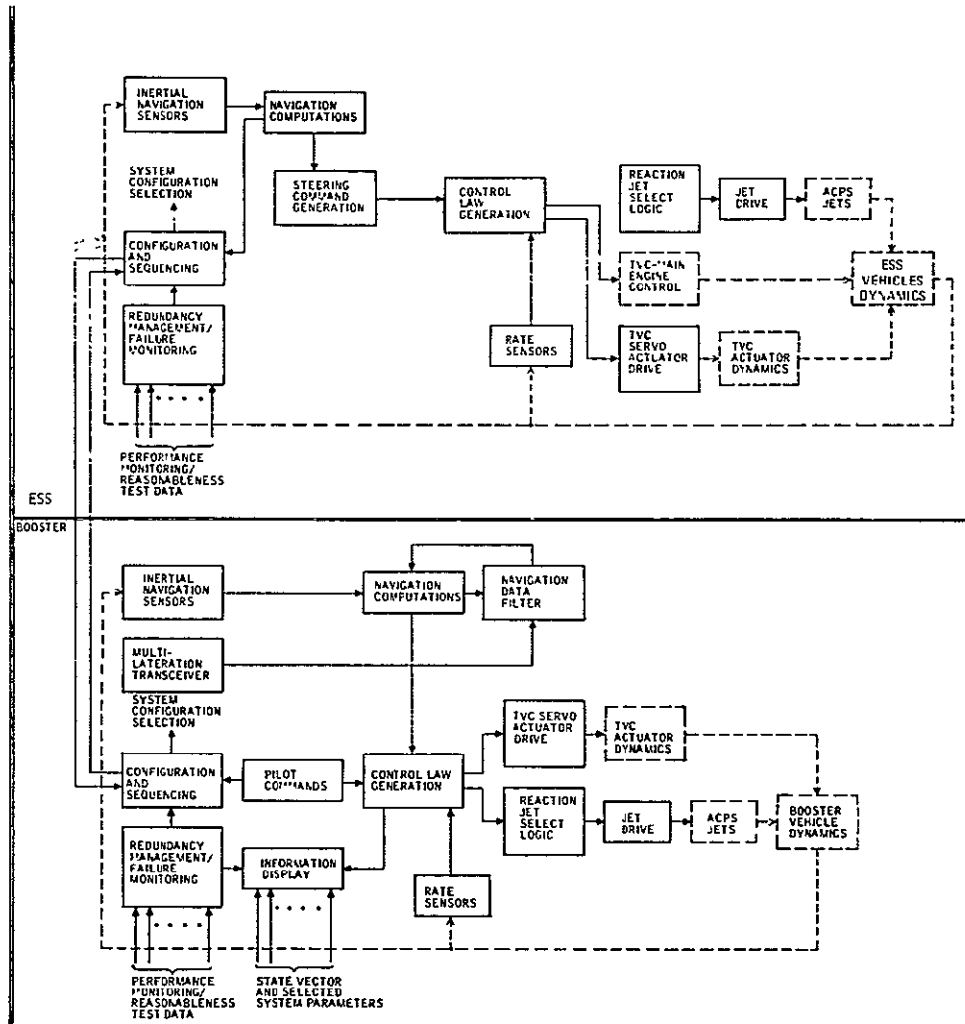 INERTIAL
NAVIGATION
SENSORS
NAVIGATION
COMPUTATIONS
SYSTEM
CONFIGURATION
SELECTION
STEERING
COMMAND
GENERATION
CONTROL
LAW
GENERATION
REACTION
JET
SELECT
LOGIC
JET
DRIVE
ACPS
JETS
CONFIGURATION
AND
SEQUENCING
TVC-MAIN
ENGINE
CONTROL
ESS
VEHICLES
DYNAMICS
REDUNDANCY
MANAGEMENT/
FAILURE
MONITORING
RATE
SENSORS
TVC
SERVO
ACTUATOR
DRIVE
TVC
ACTUATOR
DYNAMICS
PERFORMANCE
MONITORING/
REASONABLENESS
TEST DATA
ESS
BOOSTER
INERTIAL
NAVIGATION
SENSORS
NAVIGATION
COMPUTATIONS
NAVIGATION
DATA
FILTER
MULTI-
LATERATION
TRANSCEIVER
SYSTEM
CONFIGURATION
SELECTION
TVC SERVO
ACTUATOR
DRIVE
TVC
ACTUATOR
DYNAMICS
CONFIGURATION
AND
SEQUENCING
PILOT
COMMANDS
CONTROL LAW
GENERATION
REACTION
JET
SELECT
LOGIC
JET
DRIVE
ACPS
JETS
BOOSTER
VEHICLE
DYNAMICS
REDUNDANCY
MANAGEMENT/
FAILURE
MONITORING
INFORMATION
DISPLAY
RATE
SENSORS
PERFORMANCE
MONITORING/
REASONABLENESS
TEST DATA
STATE VECTOR
AND SELECTED
SYSTEM PARAMETERS